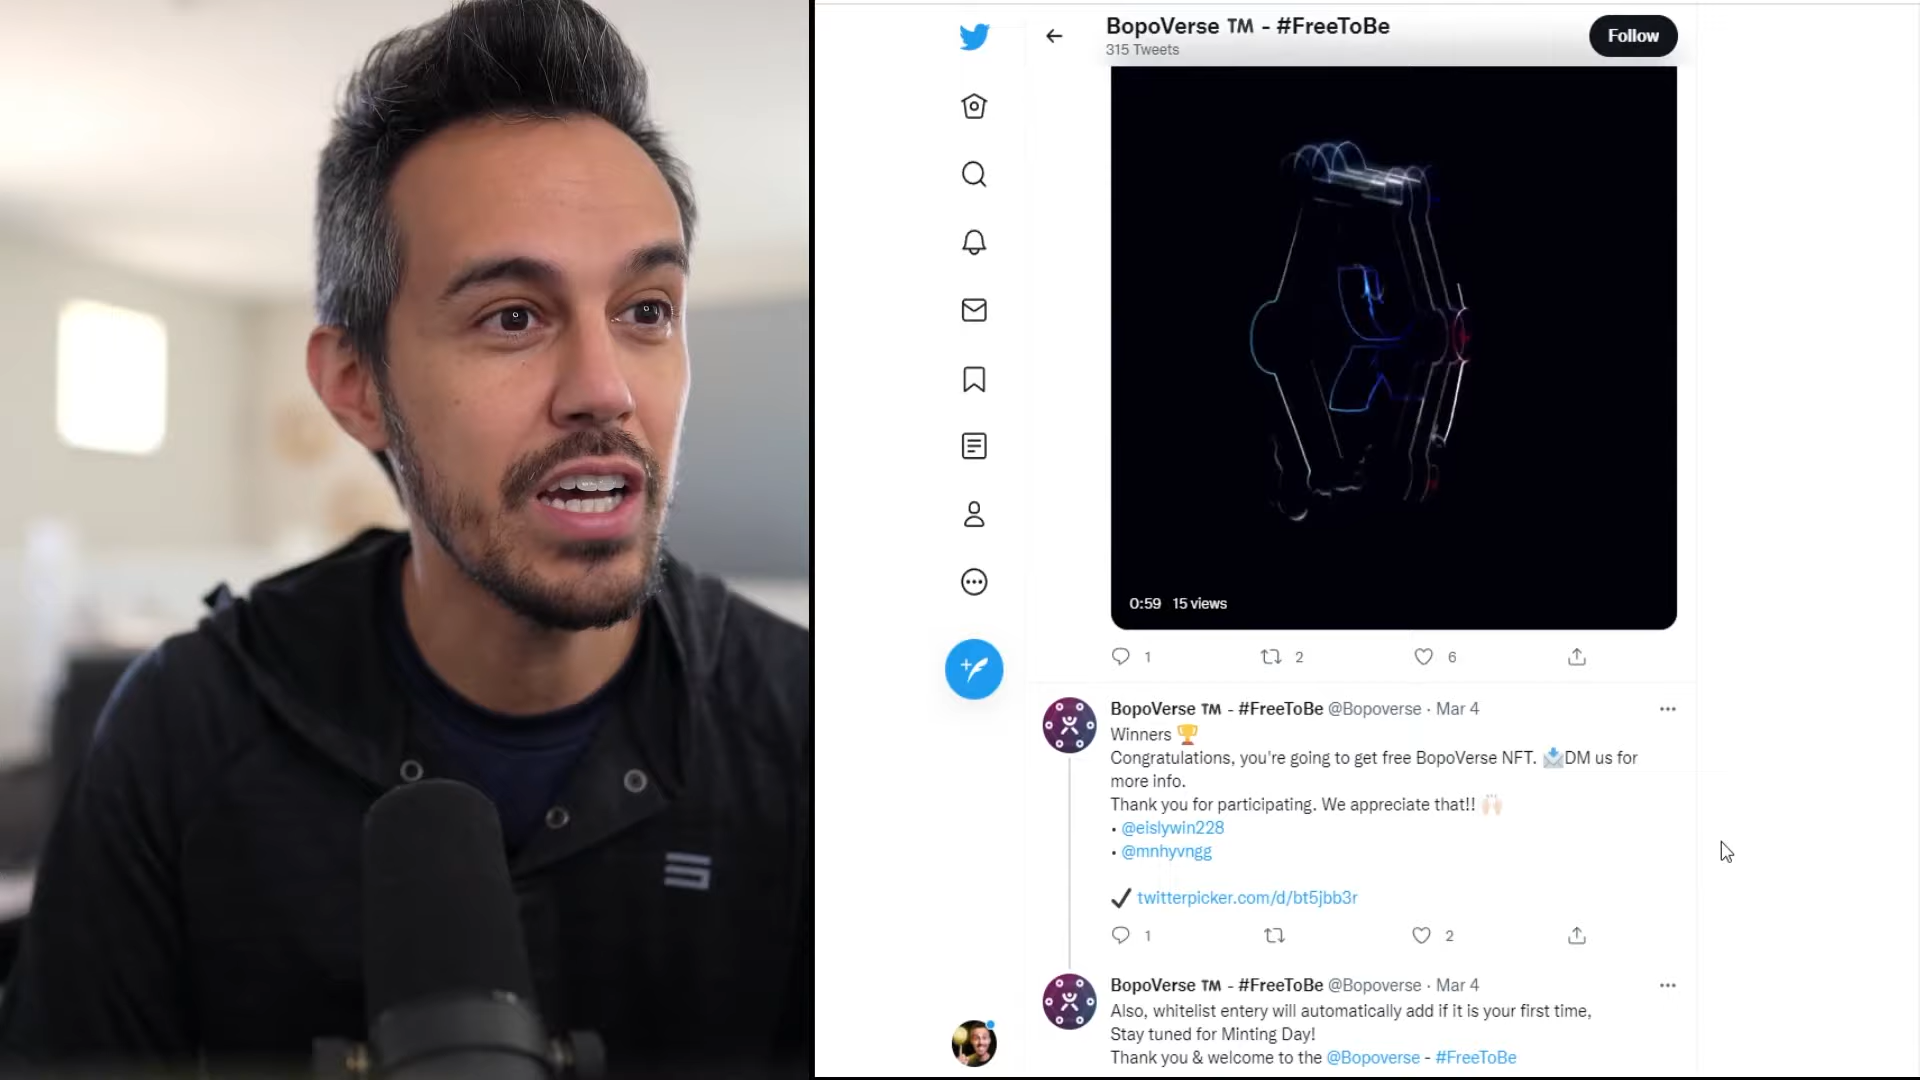 BopoVerse TM - #FreeToBe
315 Tweets
Follow
0:59 15 views
1 2 6
BopoVerse TM - #FreeToBe @Bopoverse · Mar 4
Winners 🏆
Congratulations, you're going to get free BopoVerse NFT. 📩DM us for
more info.
Thank you for participating. We appreciate that!! 🙌🏻
• @eislywin228
• @mnhyvngg
✔ twitterpicker.com/d/bt5jbb3r
1 2
BopoVerse TM - #FreeToBe @Bopoverse · Mar 4
Also, whitelist entery will automatically add if it is your first time,
Stay tuned for Minting Day!
Thank you & welcome to the @Bopoverse - #FreeToBe